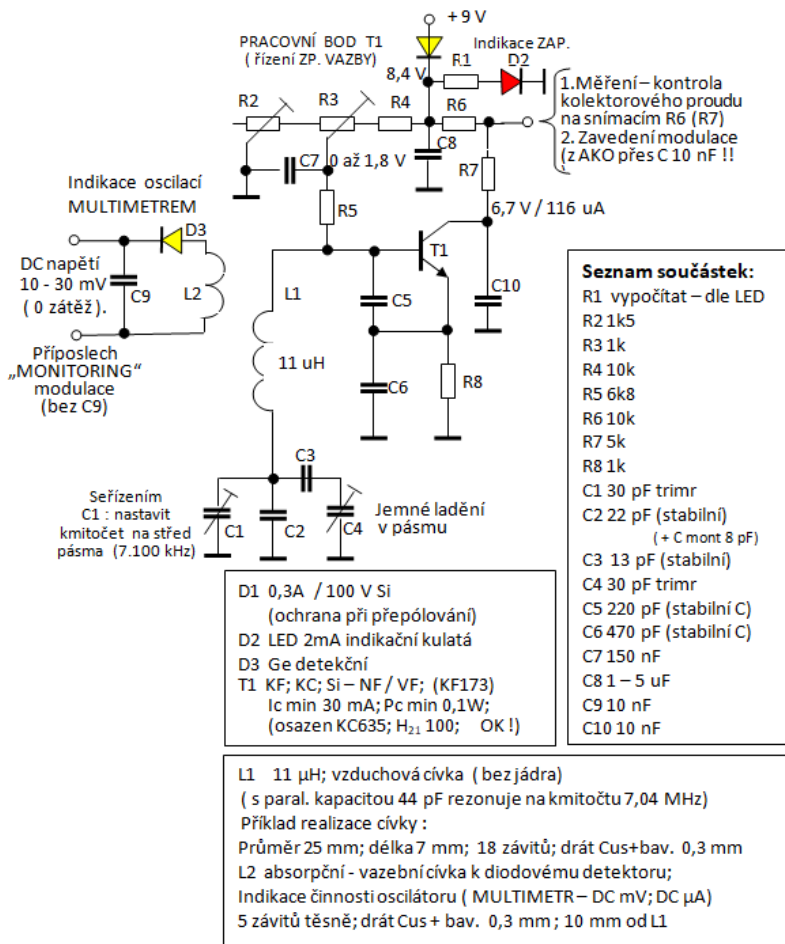 + 9 V
PRACOVNÍ BOD T1
( řízení ZP. VAZBY)
Indikace ZAP.
8,4 V
R1
D2
R2
R3
R4
R6
1.Měření – kontrola
kolektorového proudu
na snímacím R6 (R7)
2. Zavedení modulace
(z AKO přes C 10 nF !!
C8
C7
0 až 1,8 V
R7
R5
6,7 V / 116 uA
T1
Indikace oscilací
MULTIMETREM
D3
DC napětí
10 - 30 mV
( 0 zátěž ).
C9
L2
Příposlech
„MONITORING“
modulace
(bez C9)
L1
11 uH
C5
C10
C6
R8
C3
Seřízením
C1 : nastavit
kmitočet na střed
pásma (7.100 kHz)
C1
C2
C4
Jemné ladění
v pásmu
Seznam součástek:
R1 vypočítat – dle LED
R2 1k5
R3 1k
R4 10k
R5 6k8
R6 10k
R7 5k
R8 1k
C1 30 pF trimr
C2 22 pF (stabilní)
( + C mont 8 pF)
C3 13 pF (stabilní)
C4 30 pF trimr
C5 220 pF (stabilní C)
C6 470 pF (stabilní C)
C7 150 nF
C8 1 – 5 uF
C9 10 nF
C10 10 nF
D1 0,3A / 100 V Si
(ochrana při přepólování)
D2 LED 2mA indikační kulatá
D3 Ge detekční
T1 KF; KC; Si – NF / VF; (KF173)
Ic min 30 mA; Pc min 0,1W;
(osazen KC635; H₂₁ 100; OK !)
L1 11 µH; vzduchová cívka ( bez jádra)
( s paral. kapacitou 44 pF rezonuje na kmitočtu 7,04 MHz)
Příklad realizace cívky :
Průměr 25 mm; délka 7 mm; 18 závitů; drát Cus+bav. 0,3 mm
L2 absorpční - vazební cívka k diodovému detektoru;
Indikace činnosti oscilátoru ( MULTIMETR – DC mV; DC µA)
5 závitů těsně; drát Cus + bav. 0,3 mm ; 10 mm od L1